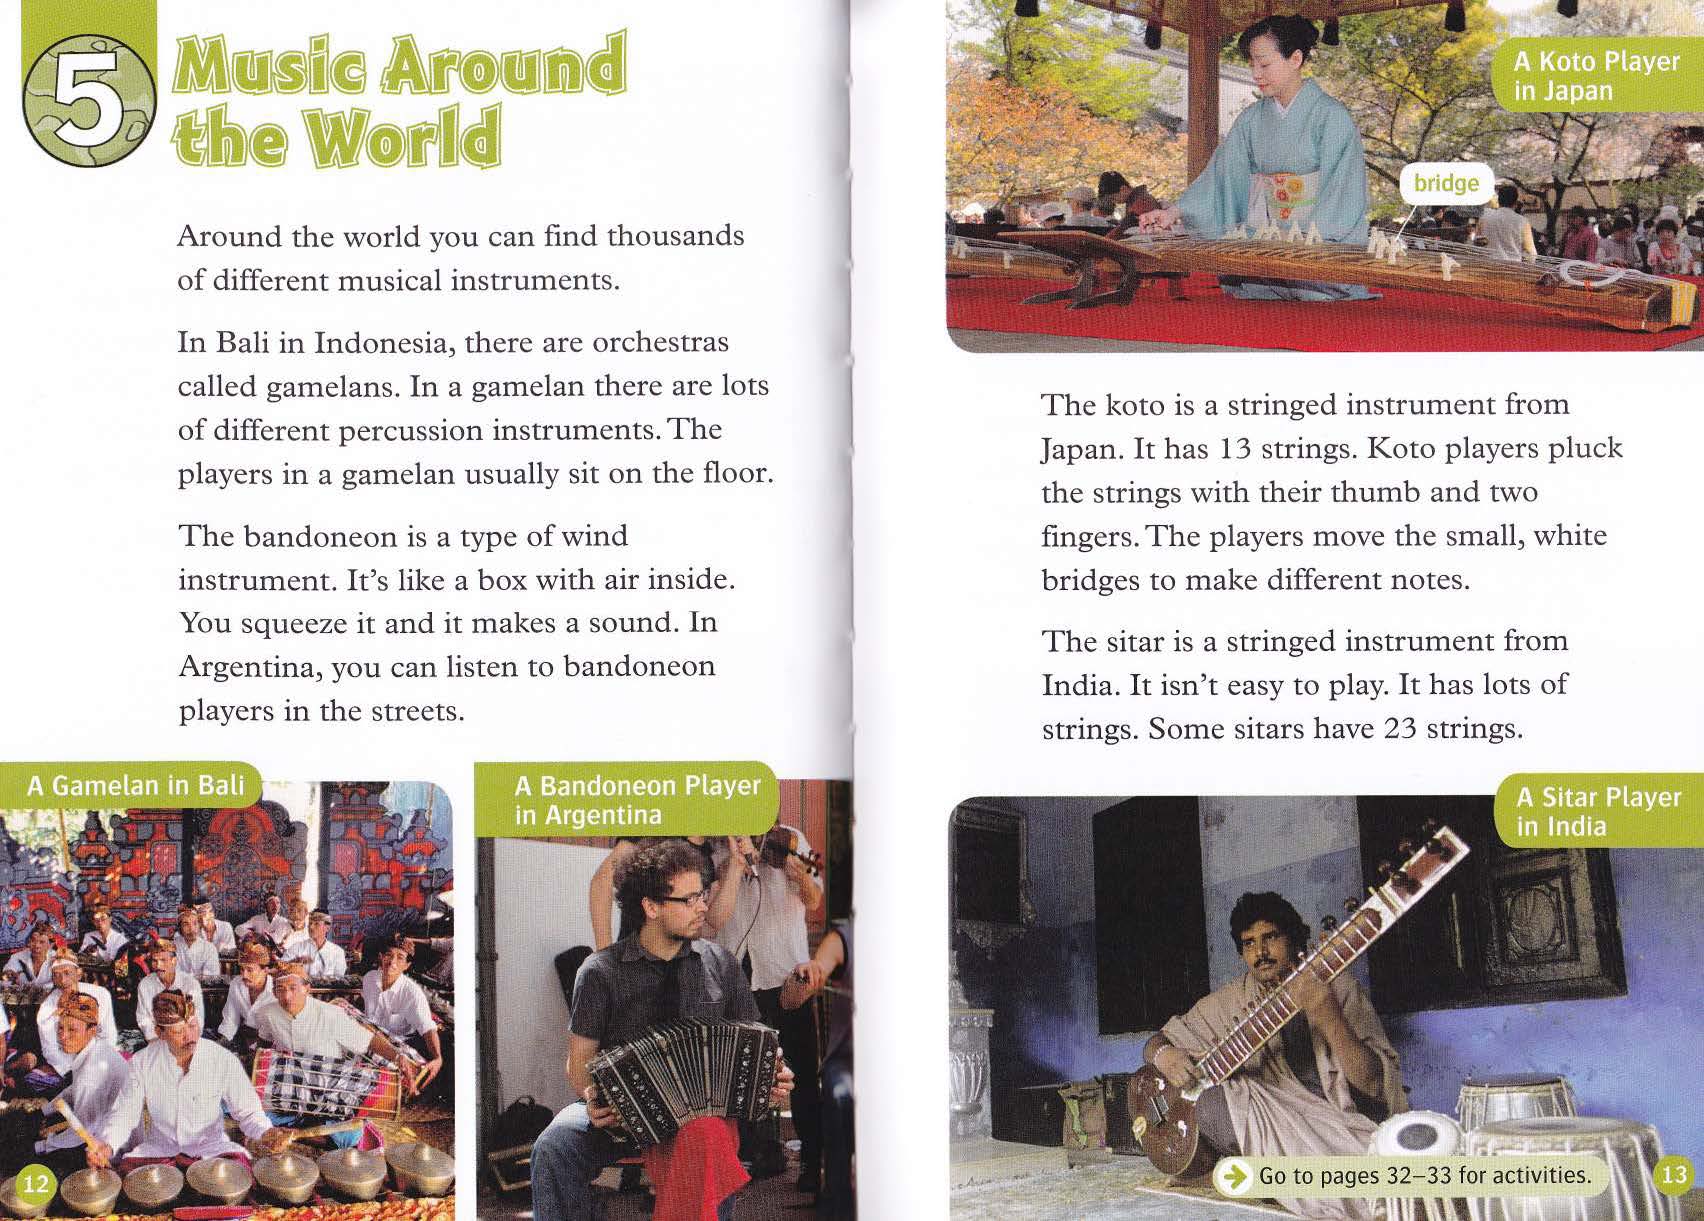 5
Music Around
the World
Around the world you can find thousands
of different musical instruments.
In Bali in Indonesia, there are orchestras
called gamelans. In a gamelan there are lots
of different percussion instruments. The
players in a gamelan usually sit on the floor.
The bandoneon is a type of wind
instrument. It’s like a box with air inside.
You squeeze it and it makes a sound. In
Argentina, you can listen to bandoneon
players in the streets.
A Gamelan in Bali
A Bandoneon Player
in Argentina
12
A Koto Player
in Japan
bridge
The koto is a stringed instrument from
Japan. It has 13 strings. Koto players pluck
the strings with their thumb and two
fingers. The players move the small, white
bridges to make different notes.
The sitar is a stringed instrument from
India. It isn’t easy to play. It has lots of
strings. Some sitars have 23 strings.
A Sitar Player
in India
Go to pages 32–33 for activities.
13